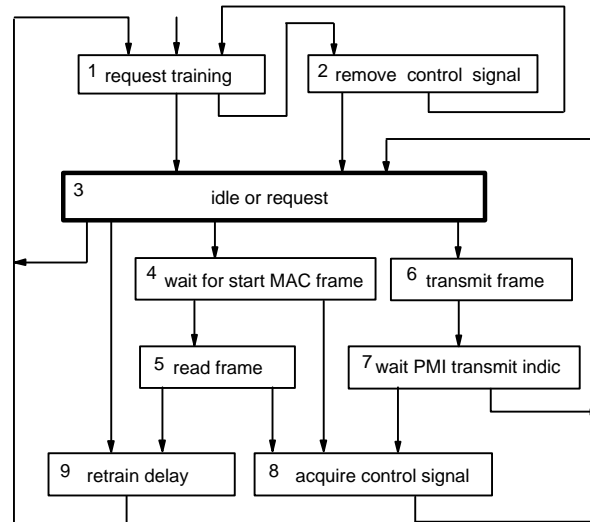 1 request training
2 remove control signal
3 idle or request
4 wait for start MAC frame
6 transmit frame
5 read frame
7 wait PMI transmit indic
9 retrain delay
8 acquire control signal